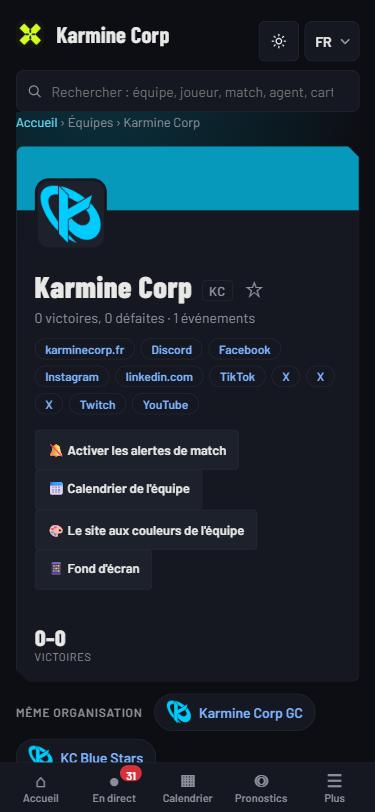 Karmine Corp
FR
Rechercher : équipe, joueur, match, agent, cart
Accueil › Équipes › Karmine Corp
Karmine Corp KC
0 victoires, 0 défaites · 1 événements
karminecorp.fr Discord Facebook
Instagram linkedin.com TikTok X X
X Twitch YouTube
Activer les alertes de match
Calendrier de l'équipe
Le site aux couleurs de l'équipe
Fond d'écran
0–0
VICTOIRES
MÊME ORGANISATION Karmine Corp GC
KC Blue Stars
31
Accueil En direct Calendrier Pronostics Plus